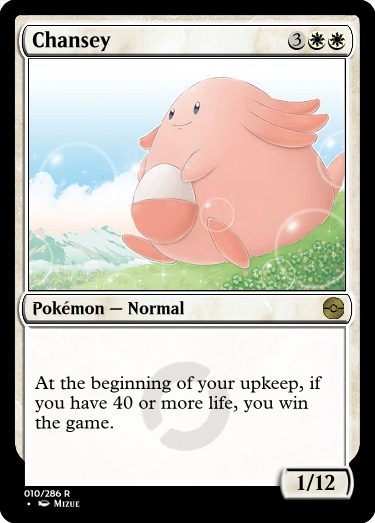 Chansey 3
Pokémon — Normal
At the beginning of your upkeep, if
you have 40 or more life, you win
the game.
1/12
010/286 R
• Mizue